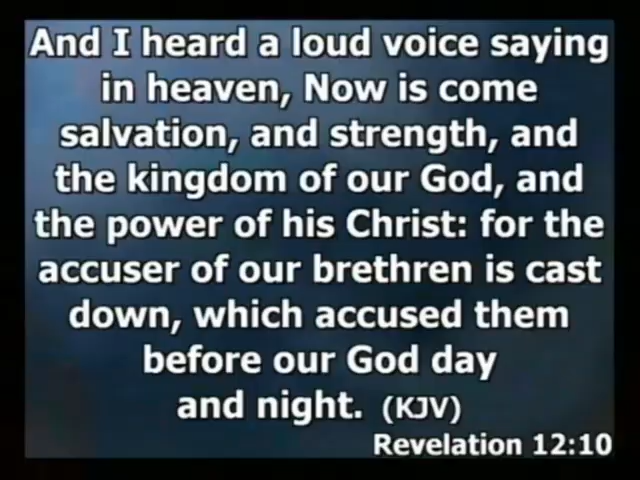 And I heard a loud voice saying
in heaven, Now is come
salvation, and strength, and
the kingdom of our God, and
the power of his Christ: for the
accuser of our brethren is cast
down, which accused them
before our God day
and night. (KJV)
Revelation 12:10